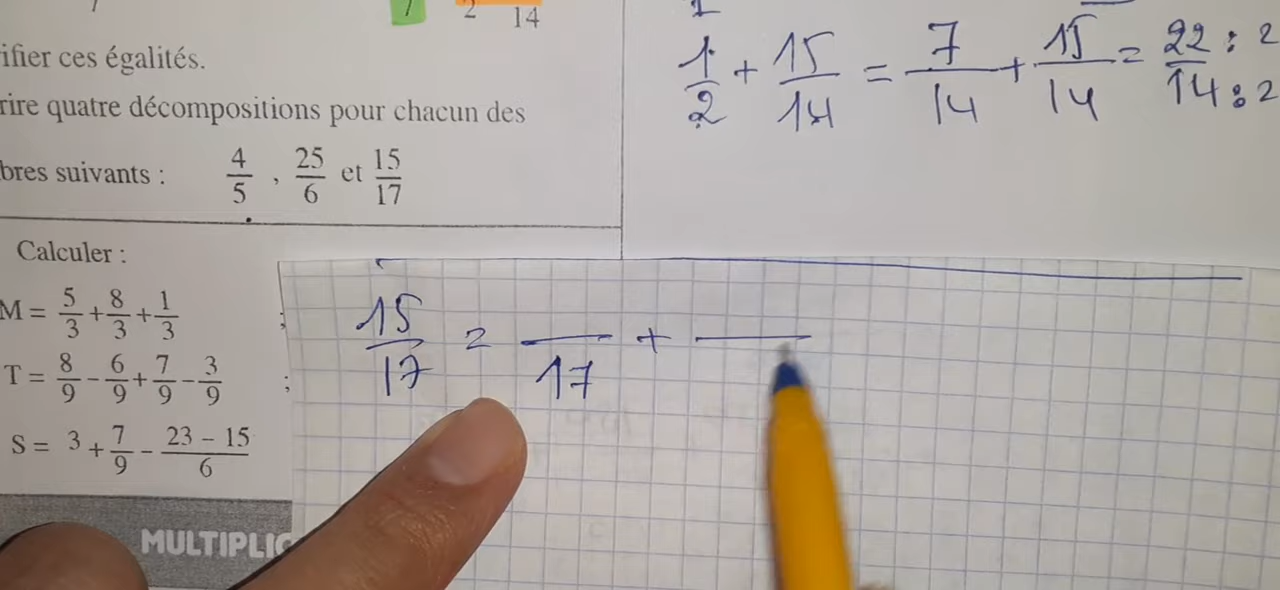 7 2 14
ifier ces égalités.
rire quatre décompositions pour chacun des
bres suivants : 4/5 , 25/6 et 15/17
1/2 + 15/14 = 7/14 + 15/14 = 22:2/14:2
Calculer :
M = 5/3 + 8/3 + 1/3 ;
T = 8/9 - 6/9 + 7/9 - 3/9 ;
S = 3 + 7/9 - (23 - 15)/6
15/17 = /17 +
MULTIPLIC